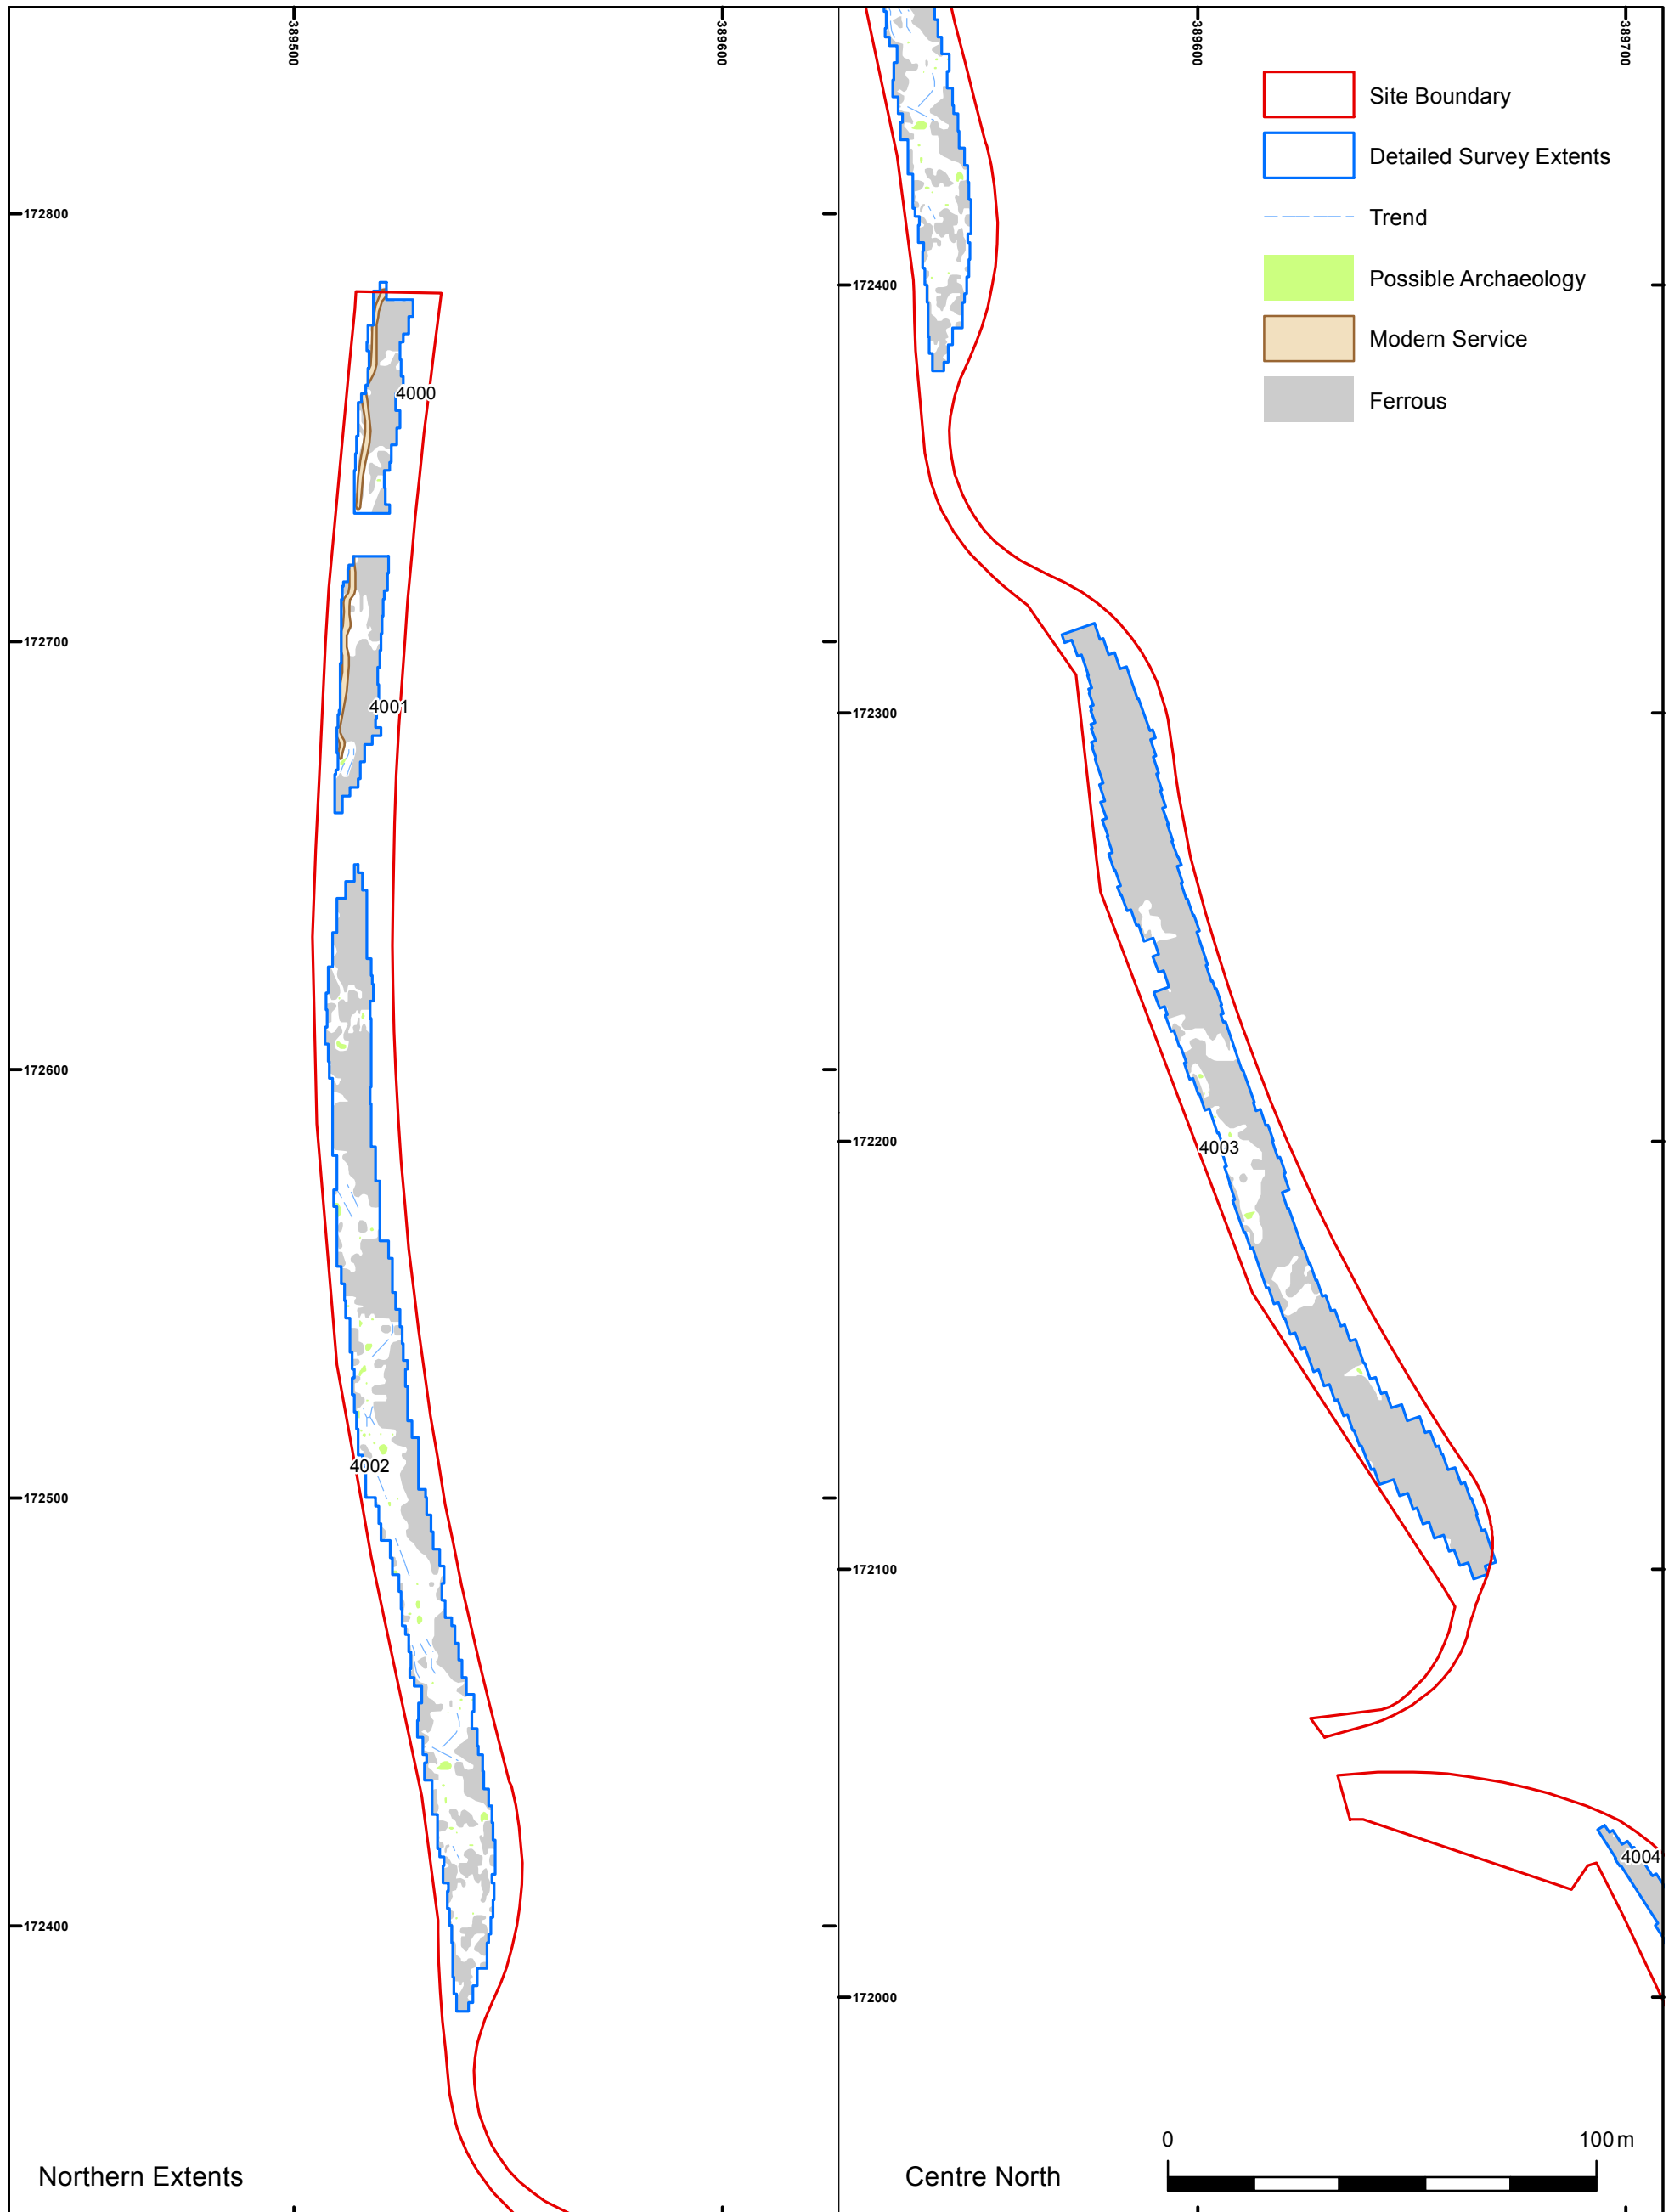 389500
389600
389600
389700
Site Boundary
Detailed Survey Extents
Trend
Possible Archaeology
Modern Service
Ferrous
172800
172400
4000
172700
4001
172300
172600
172200
4003
4002
172500
172100
4004
172400
172000
0 100 m
Northern Extents
Centre North